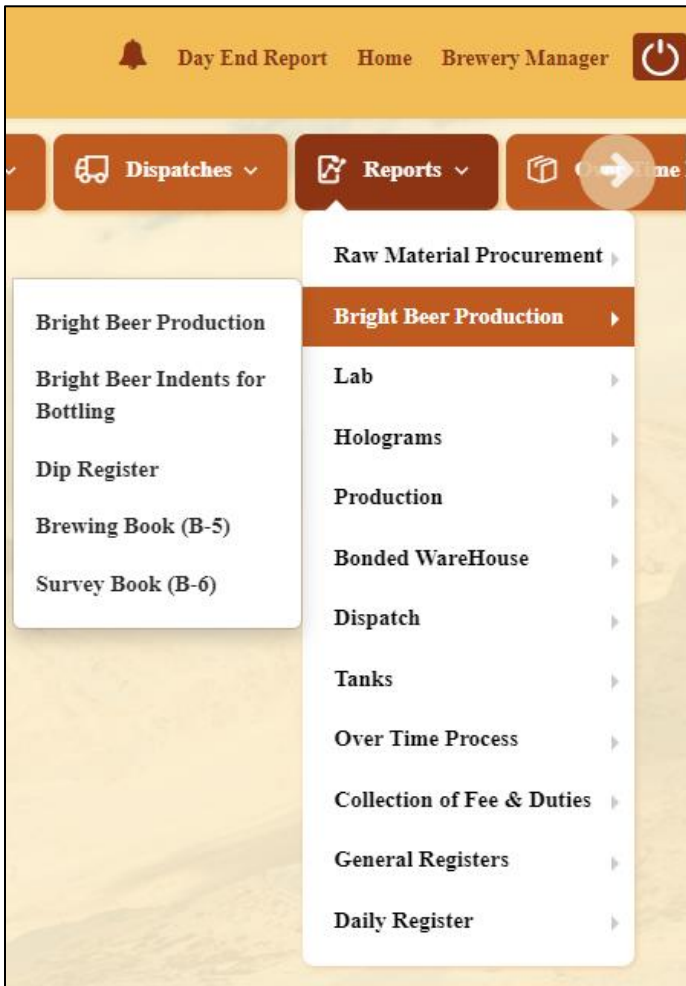 Day End Report Home Brewery Manager
Dispatches Reports
Raw Material Procurement
Bright Beer Production
Lab
Holograms
Production
Bonded WareHouse
Dispatch
Tanks
Over Time Process
Collection of Fee & Duties
General Registers
Daily Register
Bright Beer Production
Bright Beer Indents for
Bottling
Dip Register
Brewing Book (B-5)
Survey Book (B-6)